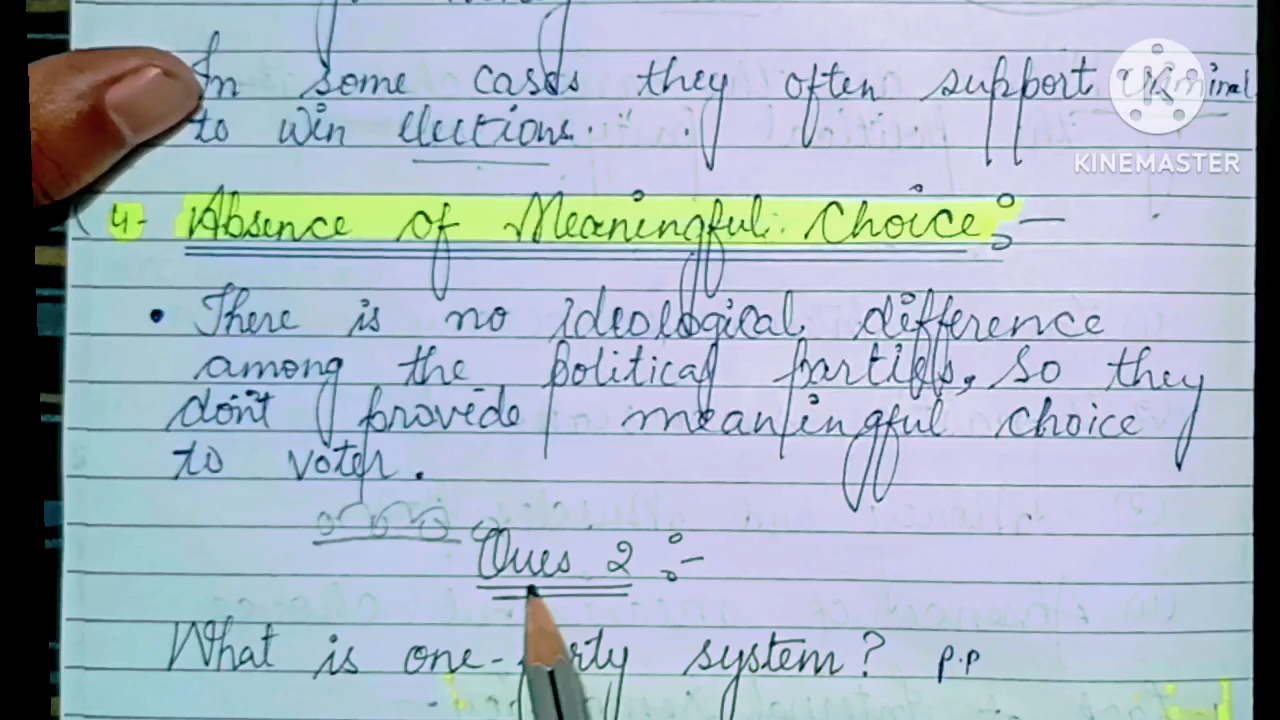 In some cases they often support criminal
to win elections.
KINEMASTER
4- Absence of Meaningful Choice:-
• There is no ideological difference
among the political parties, so they
don't provide meaningful choice
to voter.
Ques 2 :-
What is one-party system? P.P